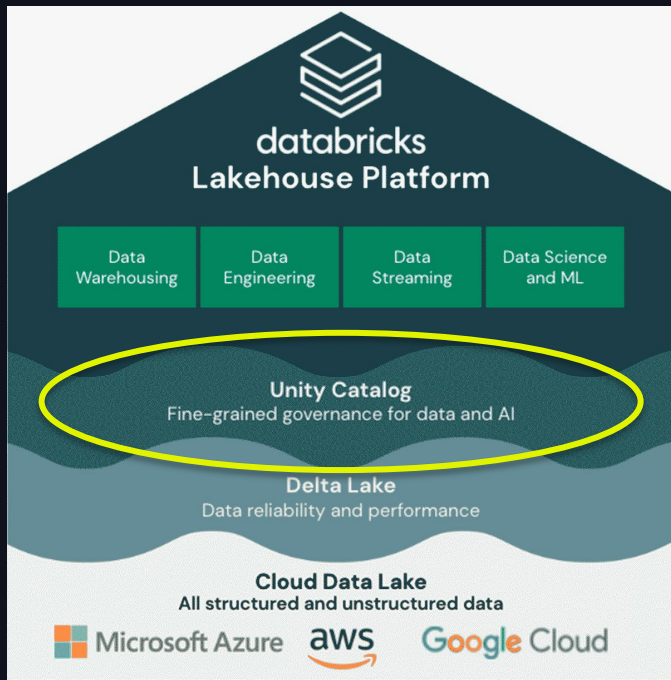 databricks
Lakehouse Platform
Data Warehousing
Data Engineering
Data Streaming
Data Science and ML
Unity Catalog
Fine-grained governance for data and AI
Delta Lake
Data reliability and performance
Cloud Data Lake
All structured and unstructured data
Microsoft Azure
aws
Google Cloud